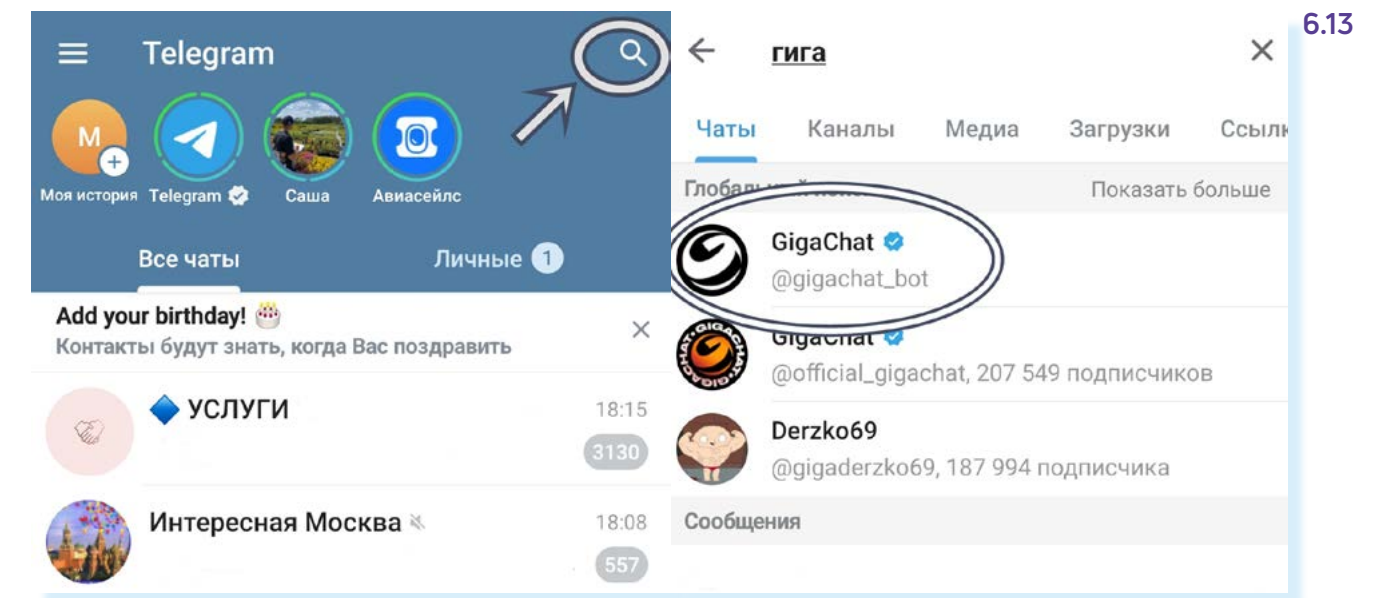 6.13
Telegram
Моя история
Telegram
Саша
Авиасейлс
Все чаты
Личные 1
Add your birthday!
Контакты будут знать, когда Вас поздравить
УСЛУГИ
18:15
3130
Интересная Москва
18:08
557
гига
Чаты Каналы Медиа Загрузки Ссылк
Показать больше
GigaChat
@gigachat_bot
GigaChat
@official_gigachat, 207 549 подписчиков
Derzko69
@gigaderzko69, 187 994 подписчика
Сообщения